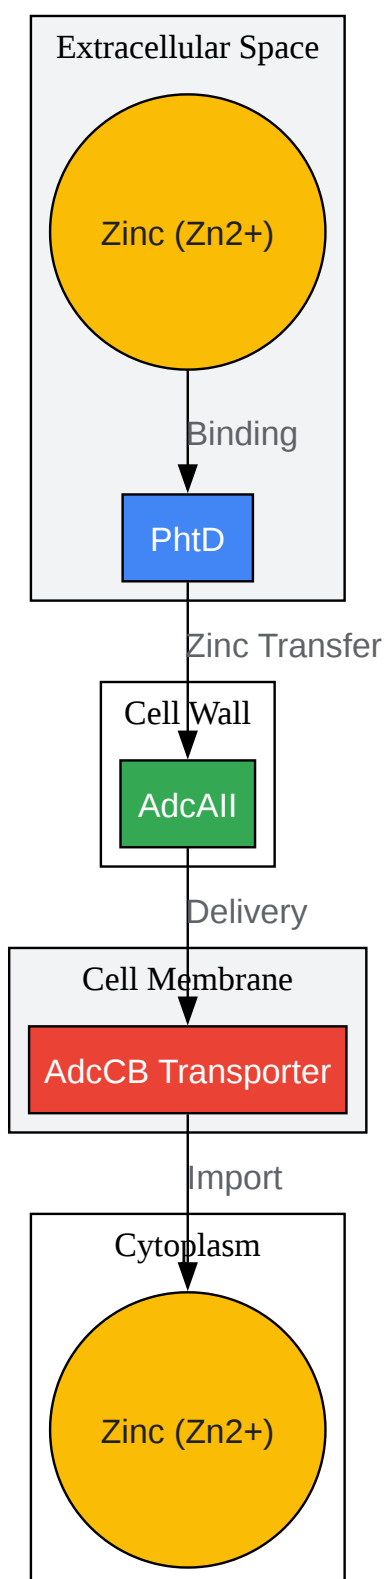 Extracellular Space
Zinc (Zn2+)
Binding
PhtD
Zinc Transfer
Cell Wall
AdcAII
Delivery
Cell Membrane
AdcCB Transporter
Import
Cytoplasm
Zinc (Zn2+)